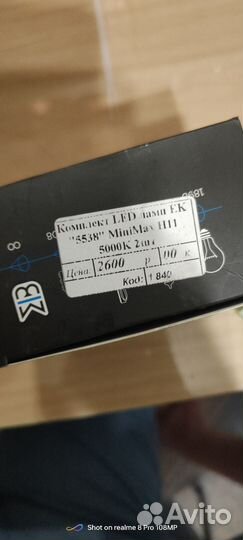 Комплект LED ламп EK
"5538" MiniMax H11
5000K 2шт
Цена: 2600 р 00 к
Код: 1 840
Shot on realme 8 Pro 108MP
Avito